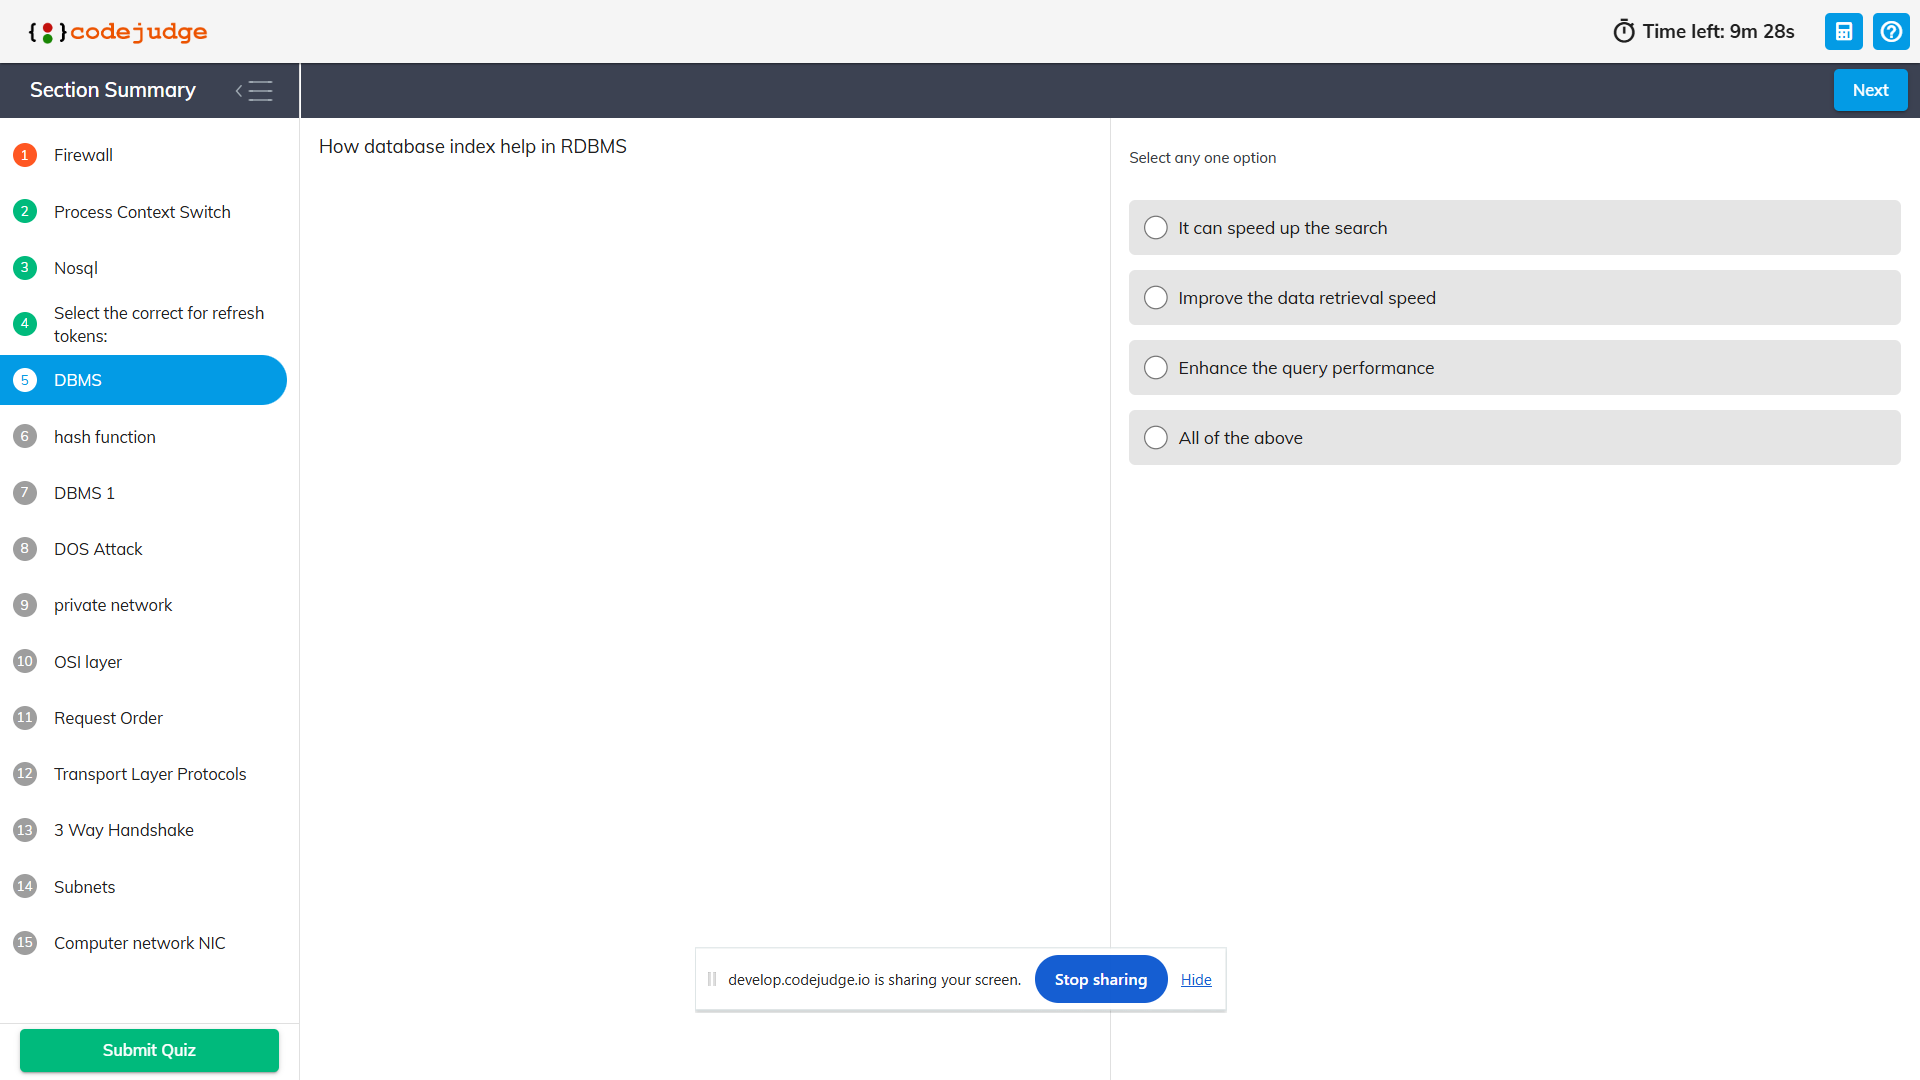 { }codejudge
Time left: 9m 28s
Section Summary
Next
1 Firewall
2 Process Context Switch
3 Nosql
4 Select the correct for refresh
tokens:
5 DBMS
6 hash function
7 DBMS 1
8 DOS Attack
9 private network
10 OSI layer
11 Request Order
12 Transport Layer Protocols
13 3 Way Handshake
14 Subnets
15 Computer network NIC
Submit Quiz
How database index help in RDBMS
Select any one option
It can speed up the search
Improve the data retrieval speed
Enhance the query performance
All of the above
develop.codejudge.io is sharing your screen. Stop sharing Hide